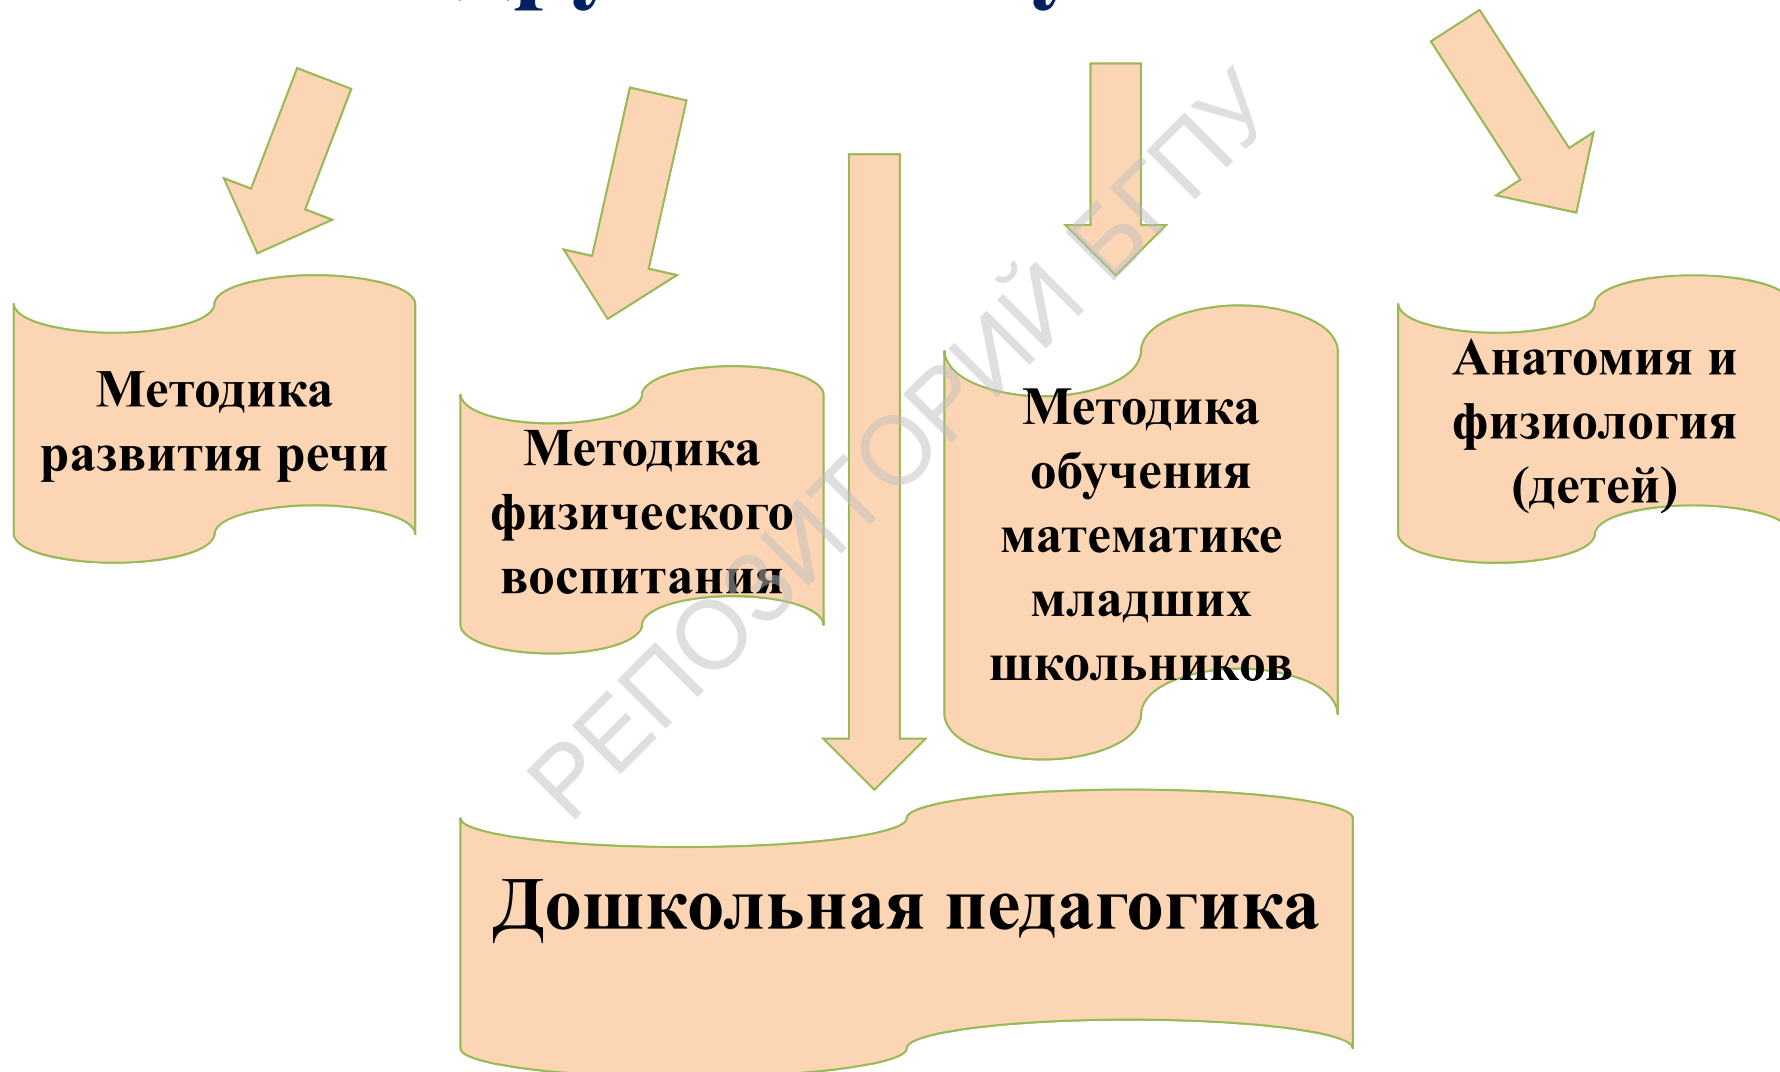 Методика
развития речи
Методика
физического
воспитания
Методика
обучения
математике
младших
школьников
Анатомия и
физиология
(детей)
Дошкольная педагогика
РЕПОЗИТОРИЙ БГПУ